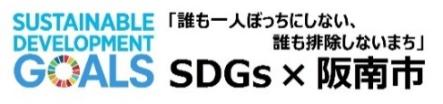 SUSTAINABLE
DEVELOPMENT
GOALS
「誰も一人ぼっちにしない、
誰も排除しないまち」
SDGs×阪南市